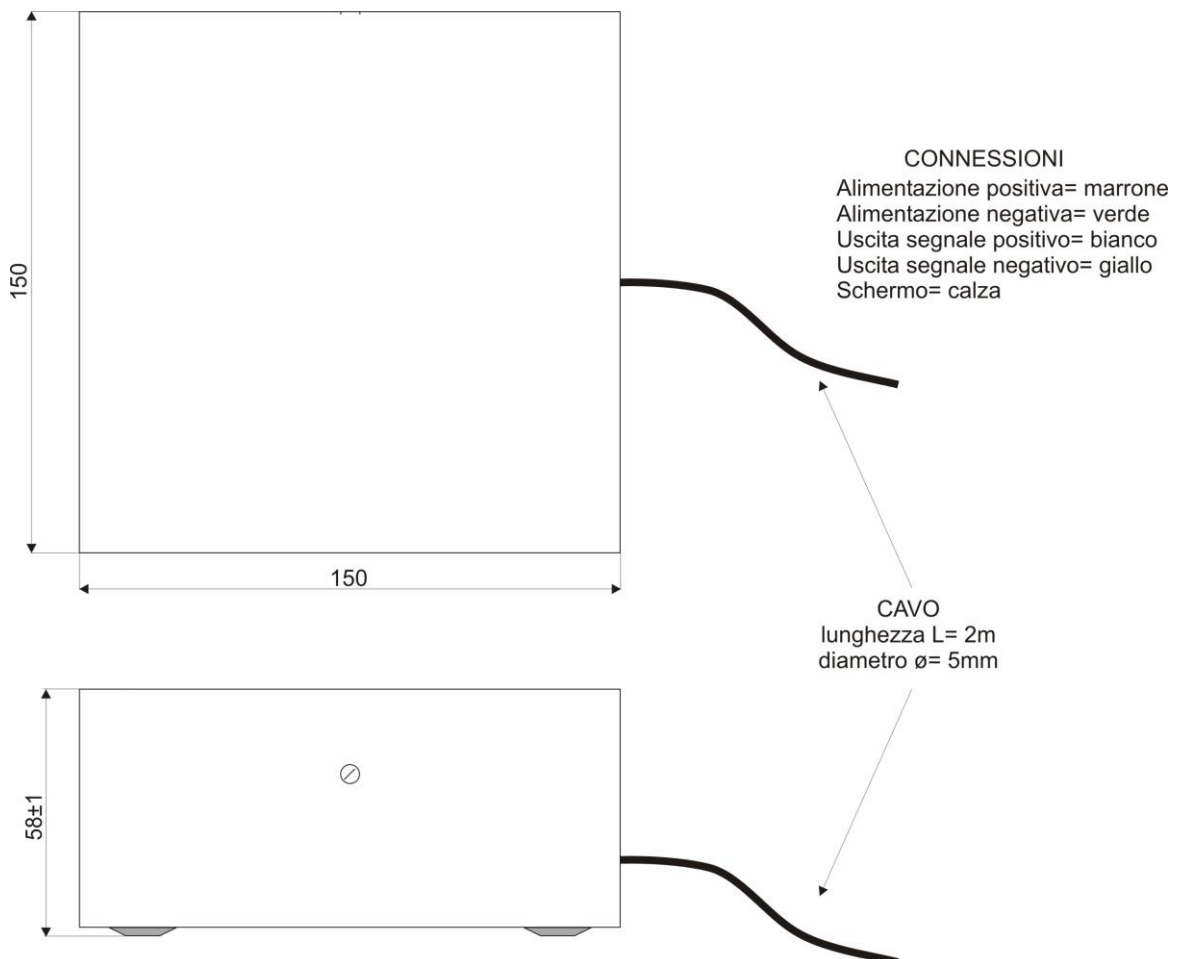 150
CONNESSIONI
Alimentazione positiva= marrone
Alimentazione negativa= verde
Uscita segnale positivo= bianco
Uscita segnale negativo= giallo
Schermo= calza
150
CAVO
lunghezza L= 2m
diametro ø= 5mm
58±1